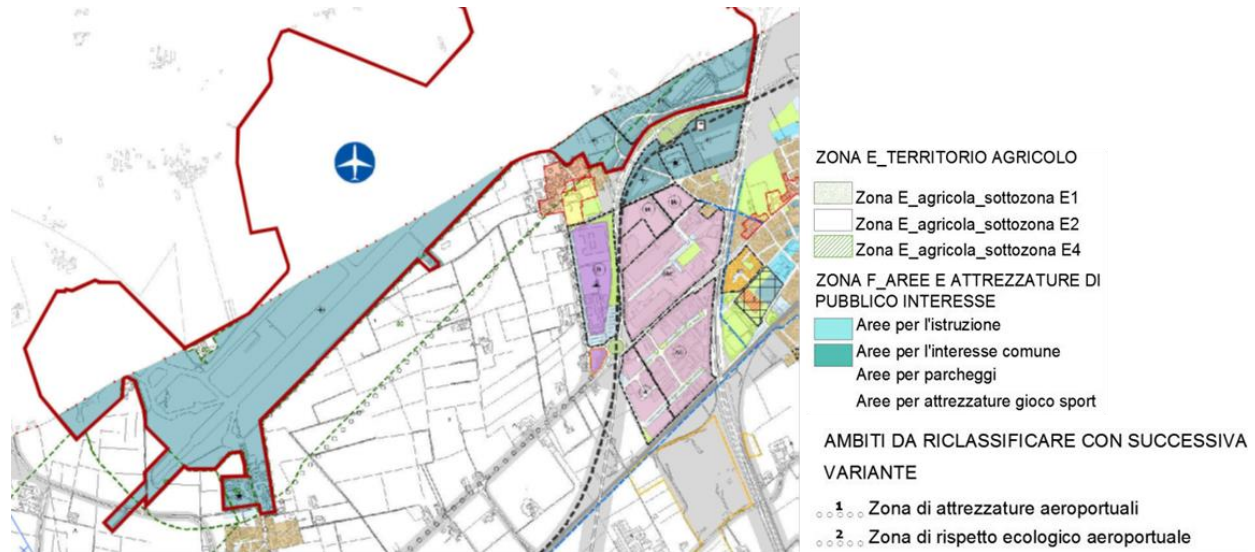 ZONA E_TERRITORIO AGRICOLO
Zona E_agricola_sottozona E1
Zona E_agricola_sottozona E2
Zona E_agricola_sottozona E4
ZONA F_AREE E ATTREZZATURE DI
PUBBLICO INTERESSE
Aree per l'istruzione
Aree per l'interesse comune
Aree per parcheggi
Aree per attrezzature gioco sport
AMBITI DA RICLASSIFICARE CON SUCCESSIVA
VARIANTE
1 Zona di attrezzature aeroportuali
2 Zona di rispetto ecologico aeroportuale